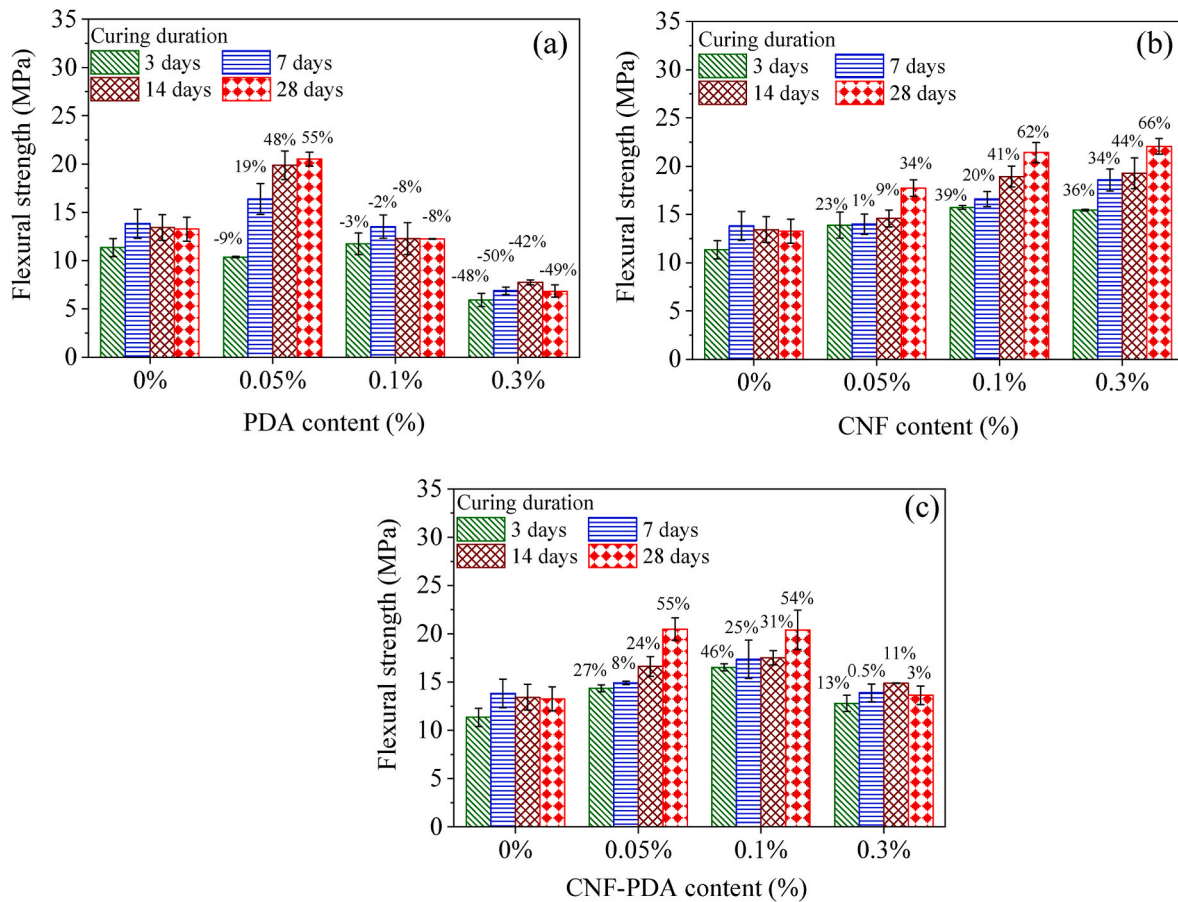 (a)
Curing duration
3 days 7 days
14 days 28 days
Flexural strength (MPa)
35
30
25
20
15
10
5
0
-9% 19% 48% 55%
-3% -2% -8% -8%
-48% -50% -42% -49%
0% 0.05% 0.1% 0.3%
PDA content (%)
(b)
Curing duration
3 days 7 days
14 days 28 days
Flexural strength (MPa)
35
30
25
20
15
10
5
0
23% 1% 9% 34%
39% 20% 41% 62%
36% 34% 44% 66%
0% 0.05% 0.1% 0.3%
CNF content (%)
(c)
Curing duration
3 days 7 days
14 days 28 days
Flexural strength (MPa)
35
30
25
20
15
10
5
0
27% 8% 24% 55%
46% 25% 31% 54%
13% 0.5% 11% 3%
0% 0.05% 0.1% 0.3%
CNF-PDA content (%)